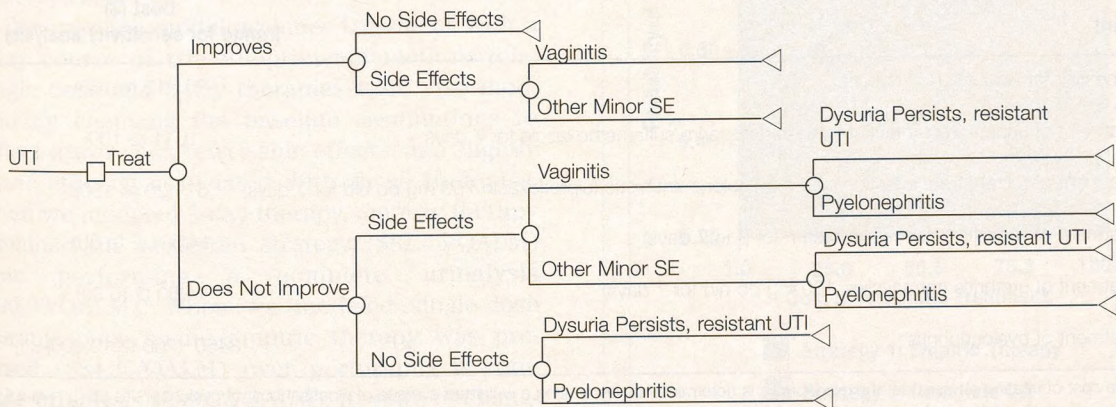 No Side Effects
Improves
Vaginitis
Side Effects
Other Minor SE
Dysuria Persists, resistant
UTI
UTI
Treat
Vaginitis
Pyelonephritis
Side Effects
Dysuria Persists, resistant UTI
Other Minor SE
Does Not Improve
Pyelonephritis
Dysuria Persists, resistant UTI
No Side Effects
Pyelonephritis